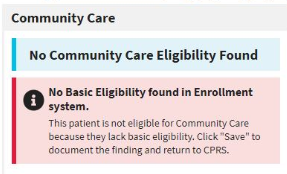 Community Care
No Community Care Eligibility Found
No Basic Eligibility found in Enrollment
system.
This patient is not eligible for Community Care
because they lack basic eligibility. Click "Save" to
document the finding and return to CPRS.